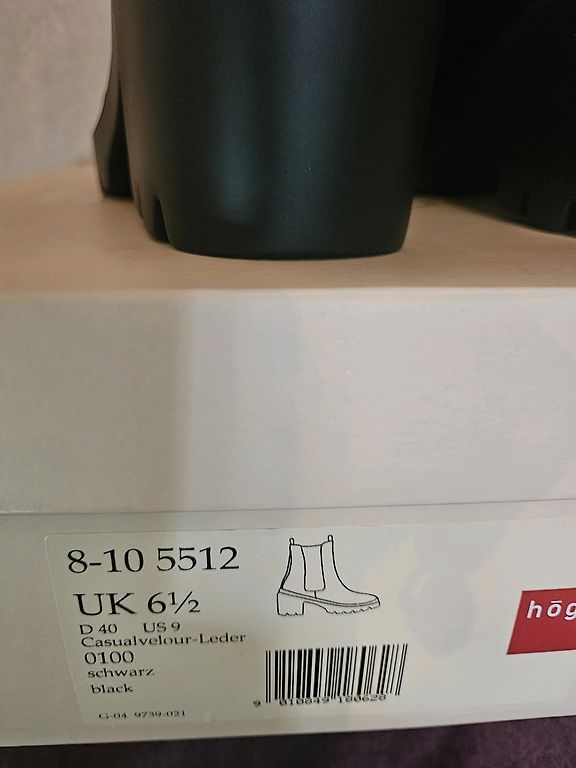 8-10 5512
UK 6½
D 40 US 9
Casualvelour-Leder
0100
schwarz
black
G-04 9739-021
9 010849 180628
hōg